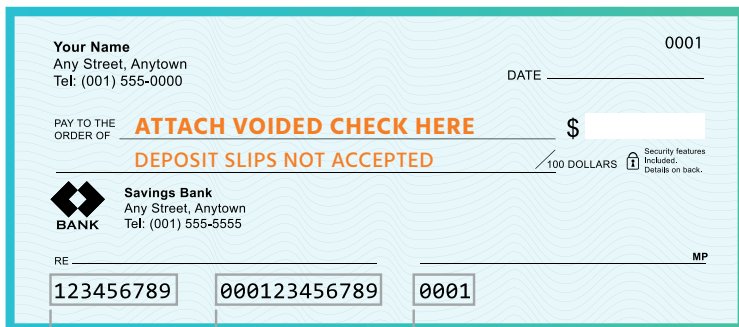 Your Name
0001
Any Street, Anytown
Tel: (001) 555-0000
DATE
PAY TO THE
ORDER OF
ATTACH VOIDED CHECK HERE
$
DEPOSIT SLIPS NOT ACCEPTED
/100 DOLLARS
Security features
Included.
Details on back.
Savings Bank
Any Street, Anytown
Tel: (001) 555-5555
BANK
RE
MP
123456789 000123456789 0001